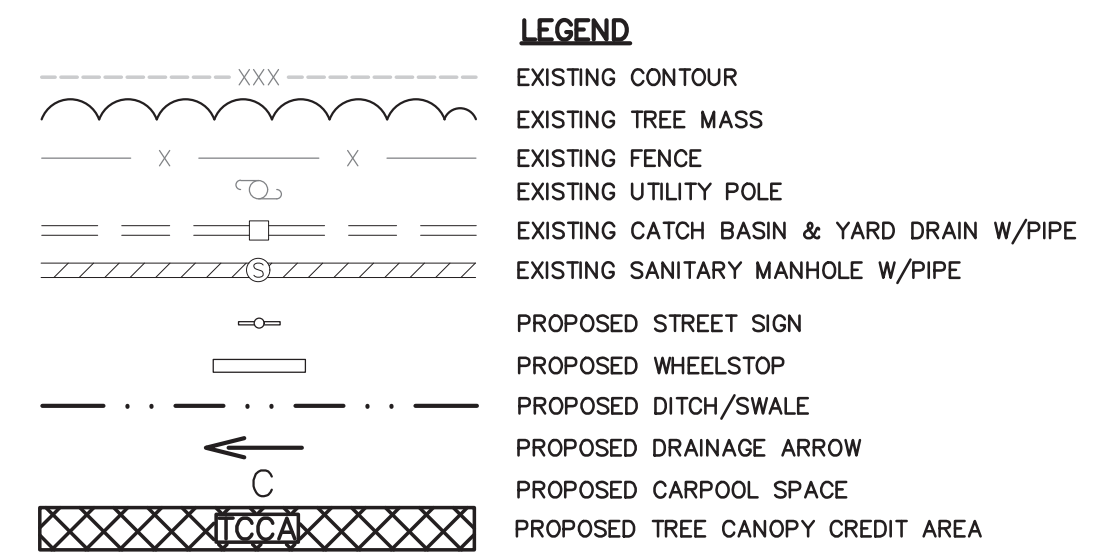 LEGEND
XXX EXISTING CONTOUR
EXISTING TREE MASS
X X EXISTING FENCE
EXISTING UTILITY POLE
EXISTING CATCH BASIN & YARD DRAIN W/PIPE
S EXISTING SANITARY MANHOLE W/PIPE
PROPOSED STREET SIGN
PROPOSED WHEELSTOP
PROPOSED DITCH/SWALE
PROPOSED DRAINAGE ARROW
C PROPOSED CARPOOL SPACE
TCCA PROPOSED TREE CANOPY CREDIT AREA